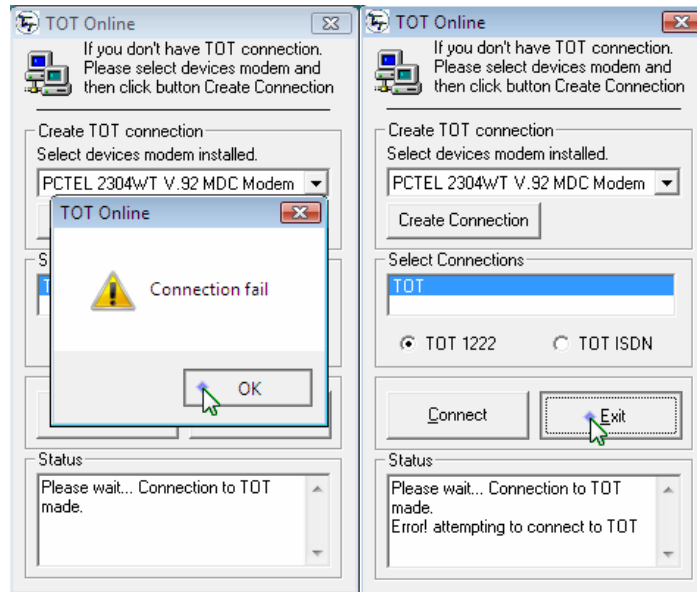 TOT Online
If you don't have TOT connection.
Please select devices modem and
then click button Create Connection
Create TOT connection
Select devices modem installed.
PCTEL 2304WT V.92 MDC Modem
TOT Online
Connection fail
OK
Status
Please wait... Connection to TOT
made.
TOT Online
If you don't have TOT connection.
Please select devices modem and
then click button Create Connection
Create TOT connection
Select devices modem installed.
PCTEL 2304WT V.92 MDC Modem
Create Connection
Select Connections
TOT
TOT 1222
TOT ISDN
Connect
Exit
Status
Please wait... Connection to TOT
made.
Error! attempting to connect to TOT